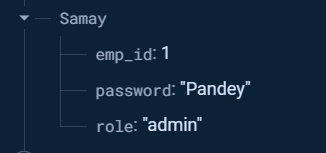 Samay
emp_id: 1
password: "Pandey"
role: "admin"